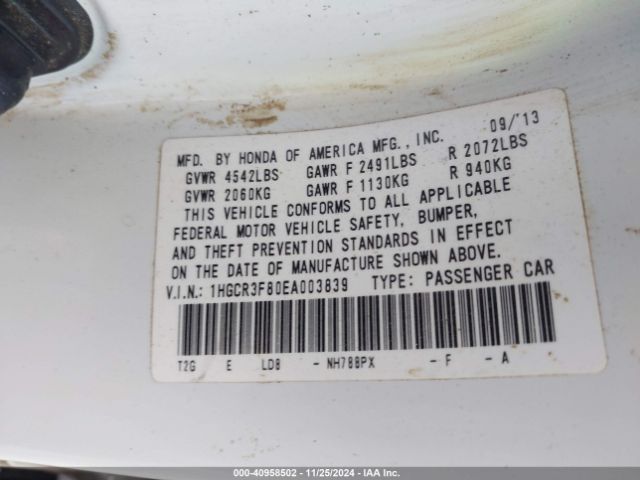 MFD. BY HONDA OF AMERICA MFG., INC. 09/'13
GVWR 4542LBS GAWR F 2491LBS R 2072LBS
GVWR 2060KG GAWR F 1130KG R 940KG
THIS VEHICLE CONFORMS TO ALL APPLICABLE
FEDERAL MOTOR VEHICLE SAFETY, BUMPER,
AND THEFT PREVENTION STANDARDS IN EFFECT
ON THE DATE OF MANUFACTURE SHOWN ABOVE.
V.I.N.: 1HGCR3F80EA003839 TYPE: PASSENGER CAR
T2G E LD8 - NH788PX - F - A
000-40958502 - 11/25/2024 - IAAI.COM